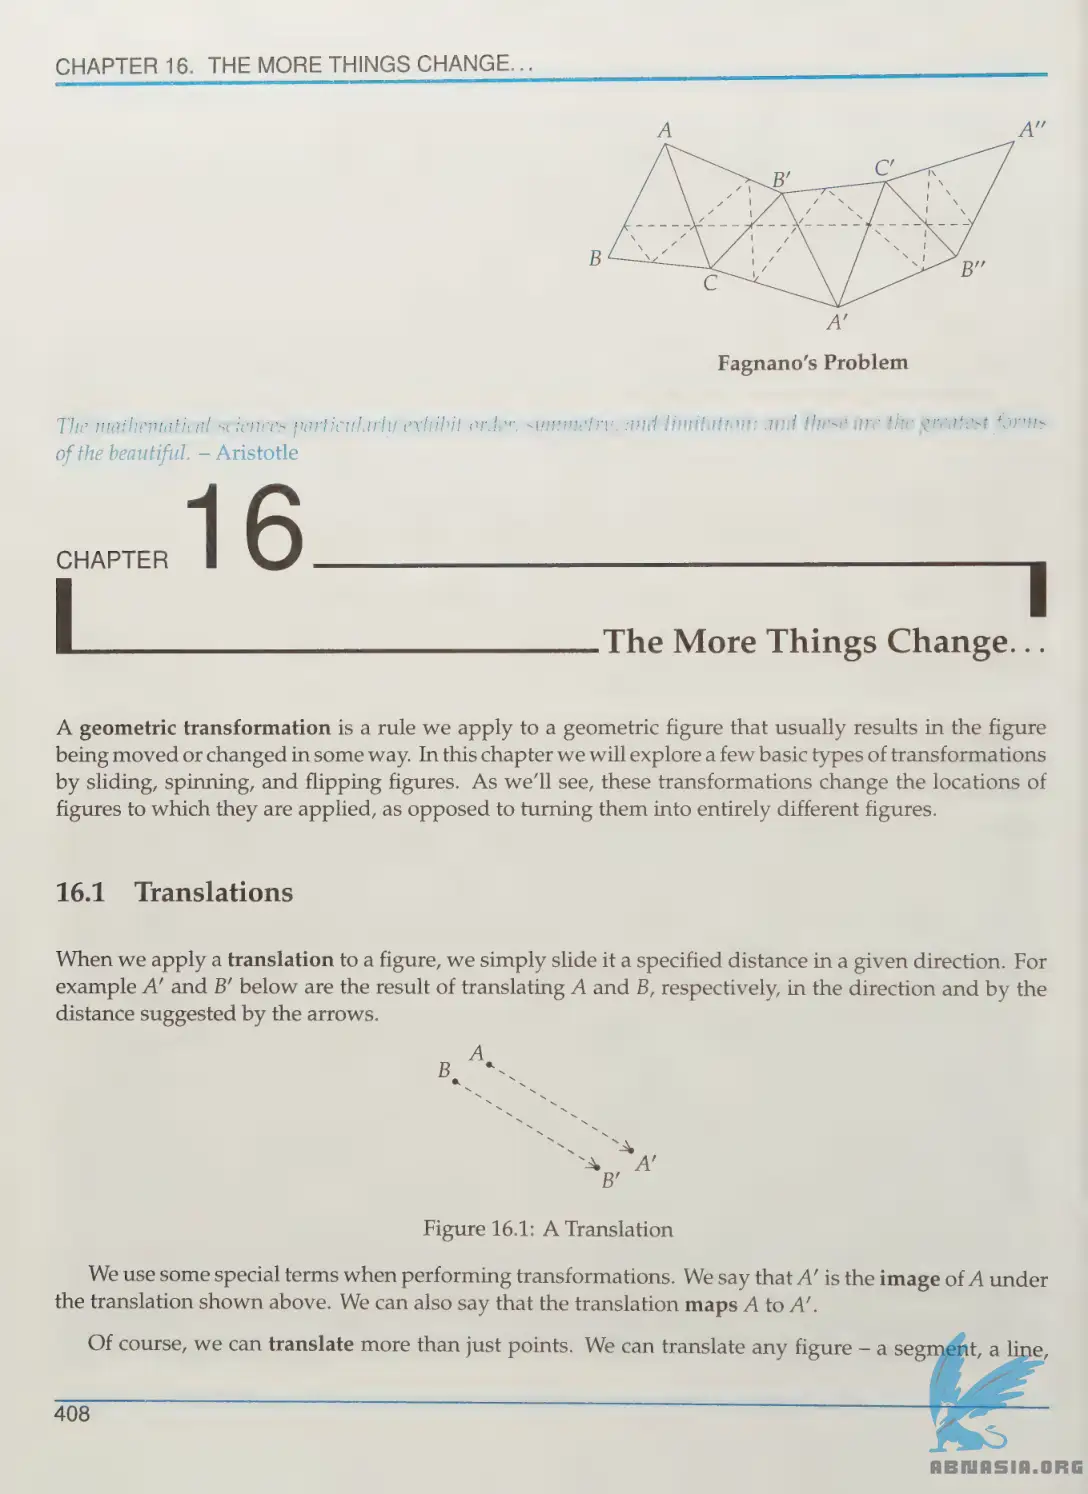 CHAPTER 16. THE MORE THINGS CHANGE...
A
A''
B'
C'
B
C
B''
A'
Fagnano's Problem
The mathematical sciences particularly exhibit order, symmetry, and limitation; and these are the greatest forms
of the beautiful. – Aristotle
CHAPTER 16
The More Things Change...
A geometric transformation is a rule we apply to a geometric figure that usually results in the figure
being moved or changed in some way. In this chapter we will explore a few basic types of transformations
by sliding, spinning, and flipping figures. As we'll see, these transformations change the locations of
figures to which they are applied, as opposed to turning them into entirely different figures.
16.1 Translations
When we apply a translation to a figure, we simply slide it a specified distance in a given direction. For
example A' and B' below are the result of translating A and B, respectively, in the direction and by the
distance suggested by the arrows.
A
B
A'
B'
Figure 16.1: A Translation
We use some special terms when performing transformations. We say that A' is the image of A under
the translation shown above. We can also say that the translation maps A to A'.
Of course, we can translate more than just points. We can translate any figure – a segment, a line,
408
ABNASIA.ORG